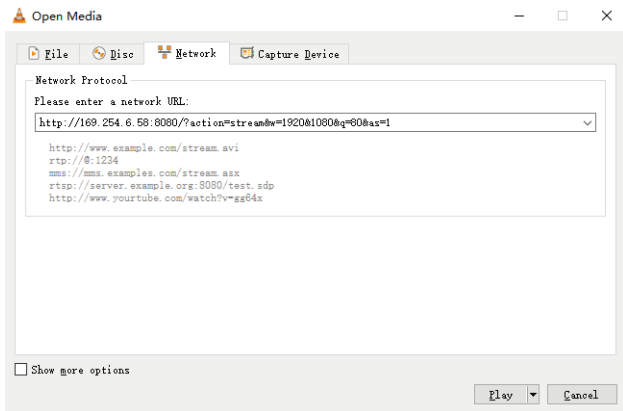 Open Media
File Disc Network Capture Device
Network Protocol
Please enter a network URL:
http://169.254.6.58:8080/?action=stream&w=1920&1080&q=80&as=1
http://www.example.com/stream.avi
rtp://@:1234
mms://mms.examples.com/stream.asx
rtsp://server.example.org:8080/test.sdp
http://www.yourtube.com/watch?v=gg64x
Show more options
Play Cancel